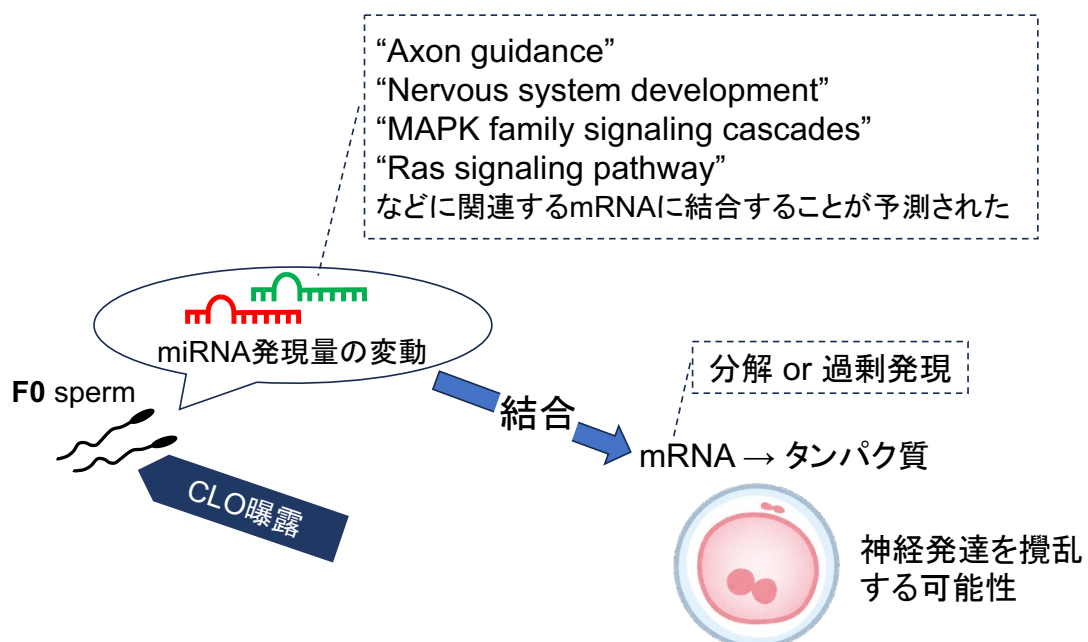 “Axon guidance”
“Nervous system development”
“MAPK family signaling cascades”
“Ras signaling pathway”
などに関連するmRNAに結合することが予測された
miRNA発現量の変動
F0 sperm
CLO曝露
結合
分解 or 過剰発現
mRNA → タンパク質
神経発達を攪乱
する可能性